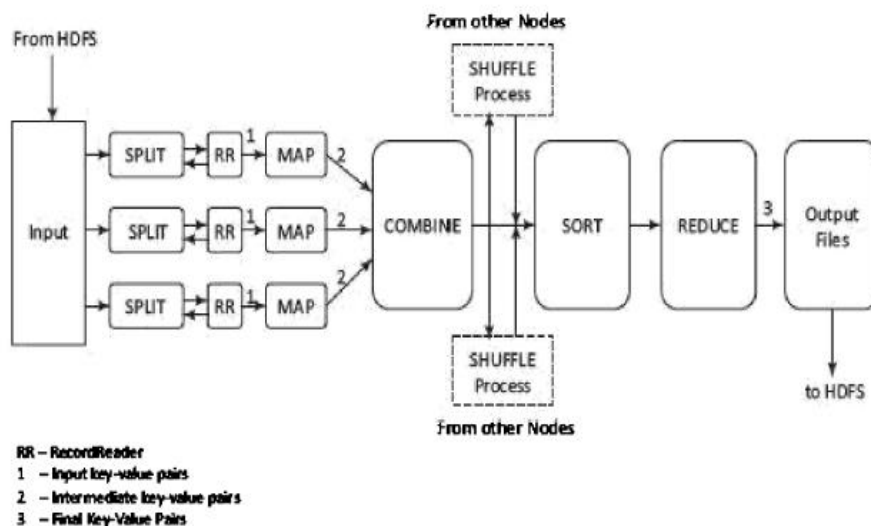 From other Nodes
From HDFS
SHUFFLE
Process
Input
SPLIT
RR
1
MAP
2
SPLIT
RR
1
MAP
2
SPLIT
RR
1
MAP
2
COMBINE
SORT
REDUCE
3
Output
Files
SHUFFLE
Process
From other Nodes
to HDFS
RR – RecordReader
1 – Input key-value pairs
2 – Intermediate key-value pairs
3 – Final Key-Value Pairs